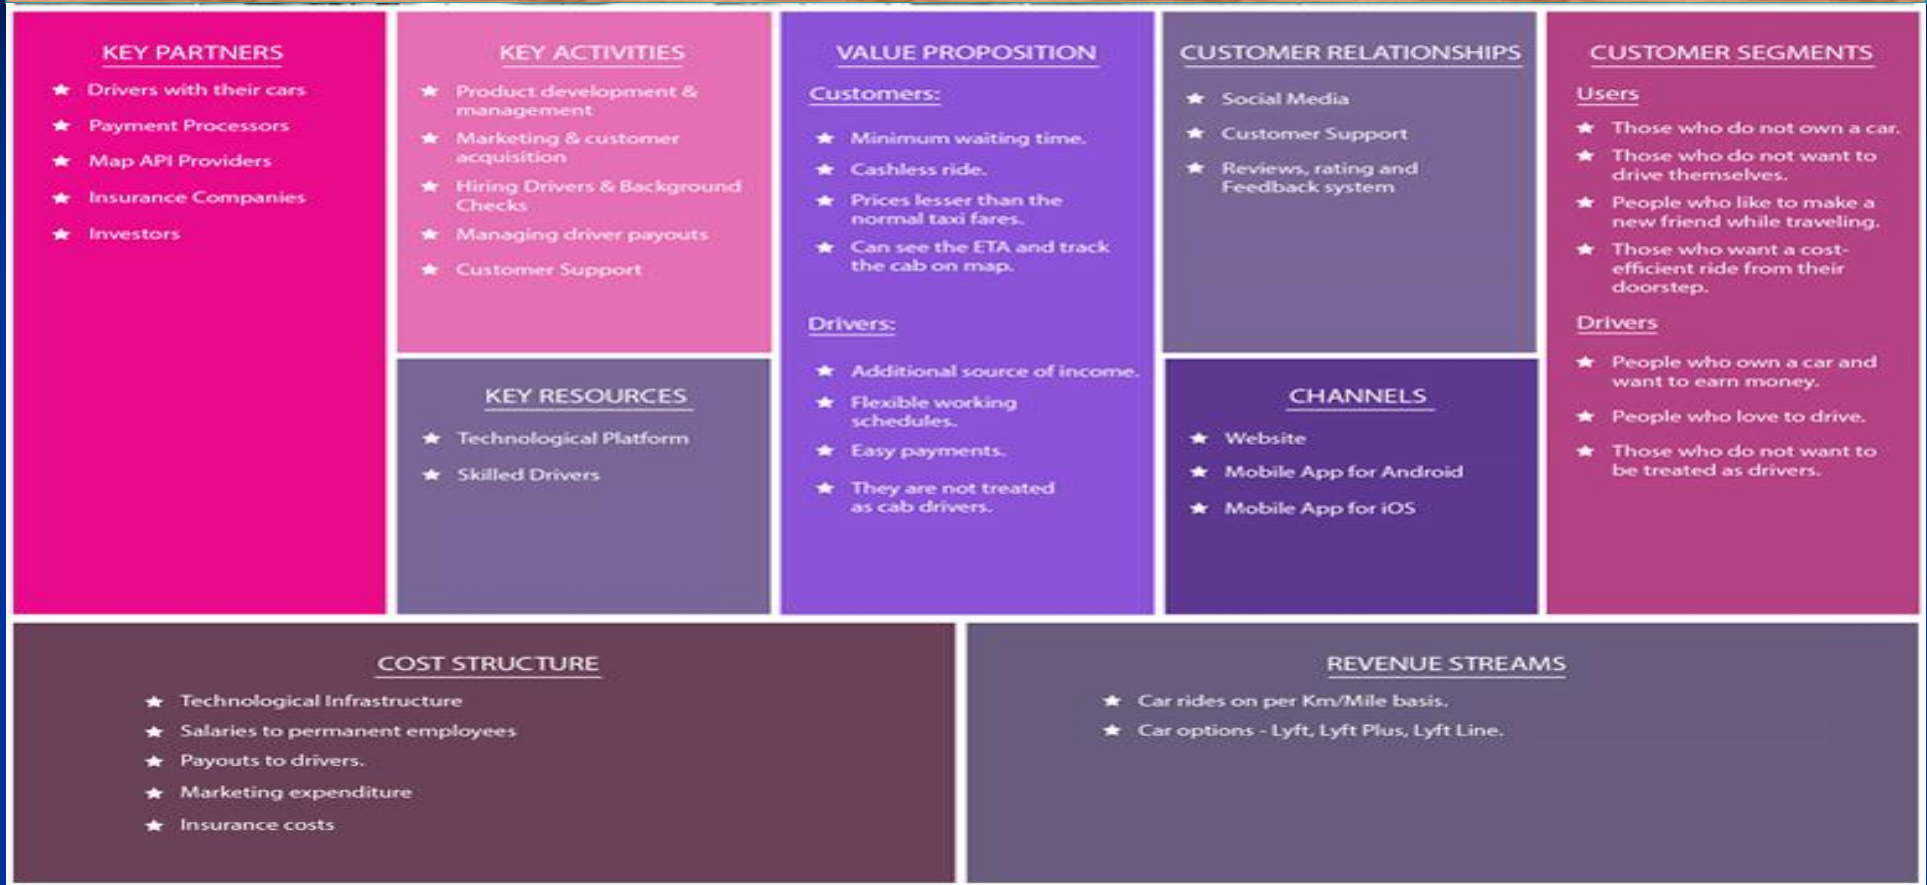 KEY PARTNERS
★ Drivers with their cars
★ Payment Processors
★ Map API Providers
★ Insurance Companies
★ Investors
KEY ACTIVITIES
★ Product development &
management
★ Marketing & customer
acquisition
★ Hiring Drivers & Background
Checks
★ Managing driver payouts
★ Customer Support
KEY RESOURCES
★ Technological Platform
★ Skilled Drivers
VALUE PROPOSITION
Customers:
★ Minimum waiting time.
★ Cashless ride.
★ Prices lesser than the
normal taxi fares.
★ Can see the ETA and track
the cab on map.
Drivers:
★ Additional source of income.
★ Flexible working
schedules.
★ Easy payments.
★ They are not treated
as cab drivers.
CUSTOMER RELATIONSHIPS
★ Social Media
★ Customer Support
★ Reviews, rating and
Feedback system
CHANNELS
★ Website
★ Mobile App for Android
★ Mobile App for iOS
CUSTOMER SEGMENTS
Users
★ Those who do not own a car.
★ Those who do not want to
drive themselves.
★ People who like to make a
new friend while traveling.
★ Those who want a cost-
efficient ride from their
doorstep.
Drivers
★ People who own a car and
want to earn money.
★ People who love to drive.
★ Those who do not want to
be treated as drivers.
COST STRUCTURE
★ Technological Infrastructure
★ Salaries to permanent employees
★ Payouts to drivers.
★ Marketing expenditure
★ Insurance costs
REVENUE STREAMS
★ Car rides on per Km/Mile basis.
★ Car options - Lyft, Lyft Plus, Lyft Line.